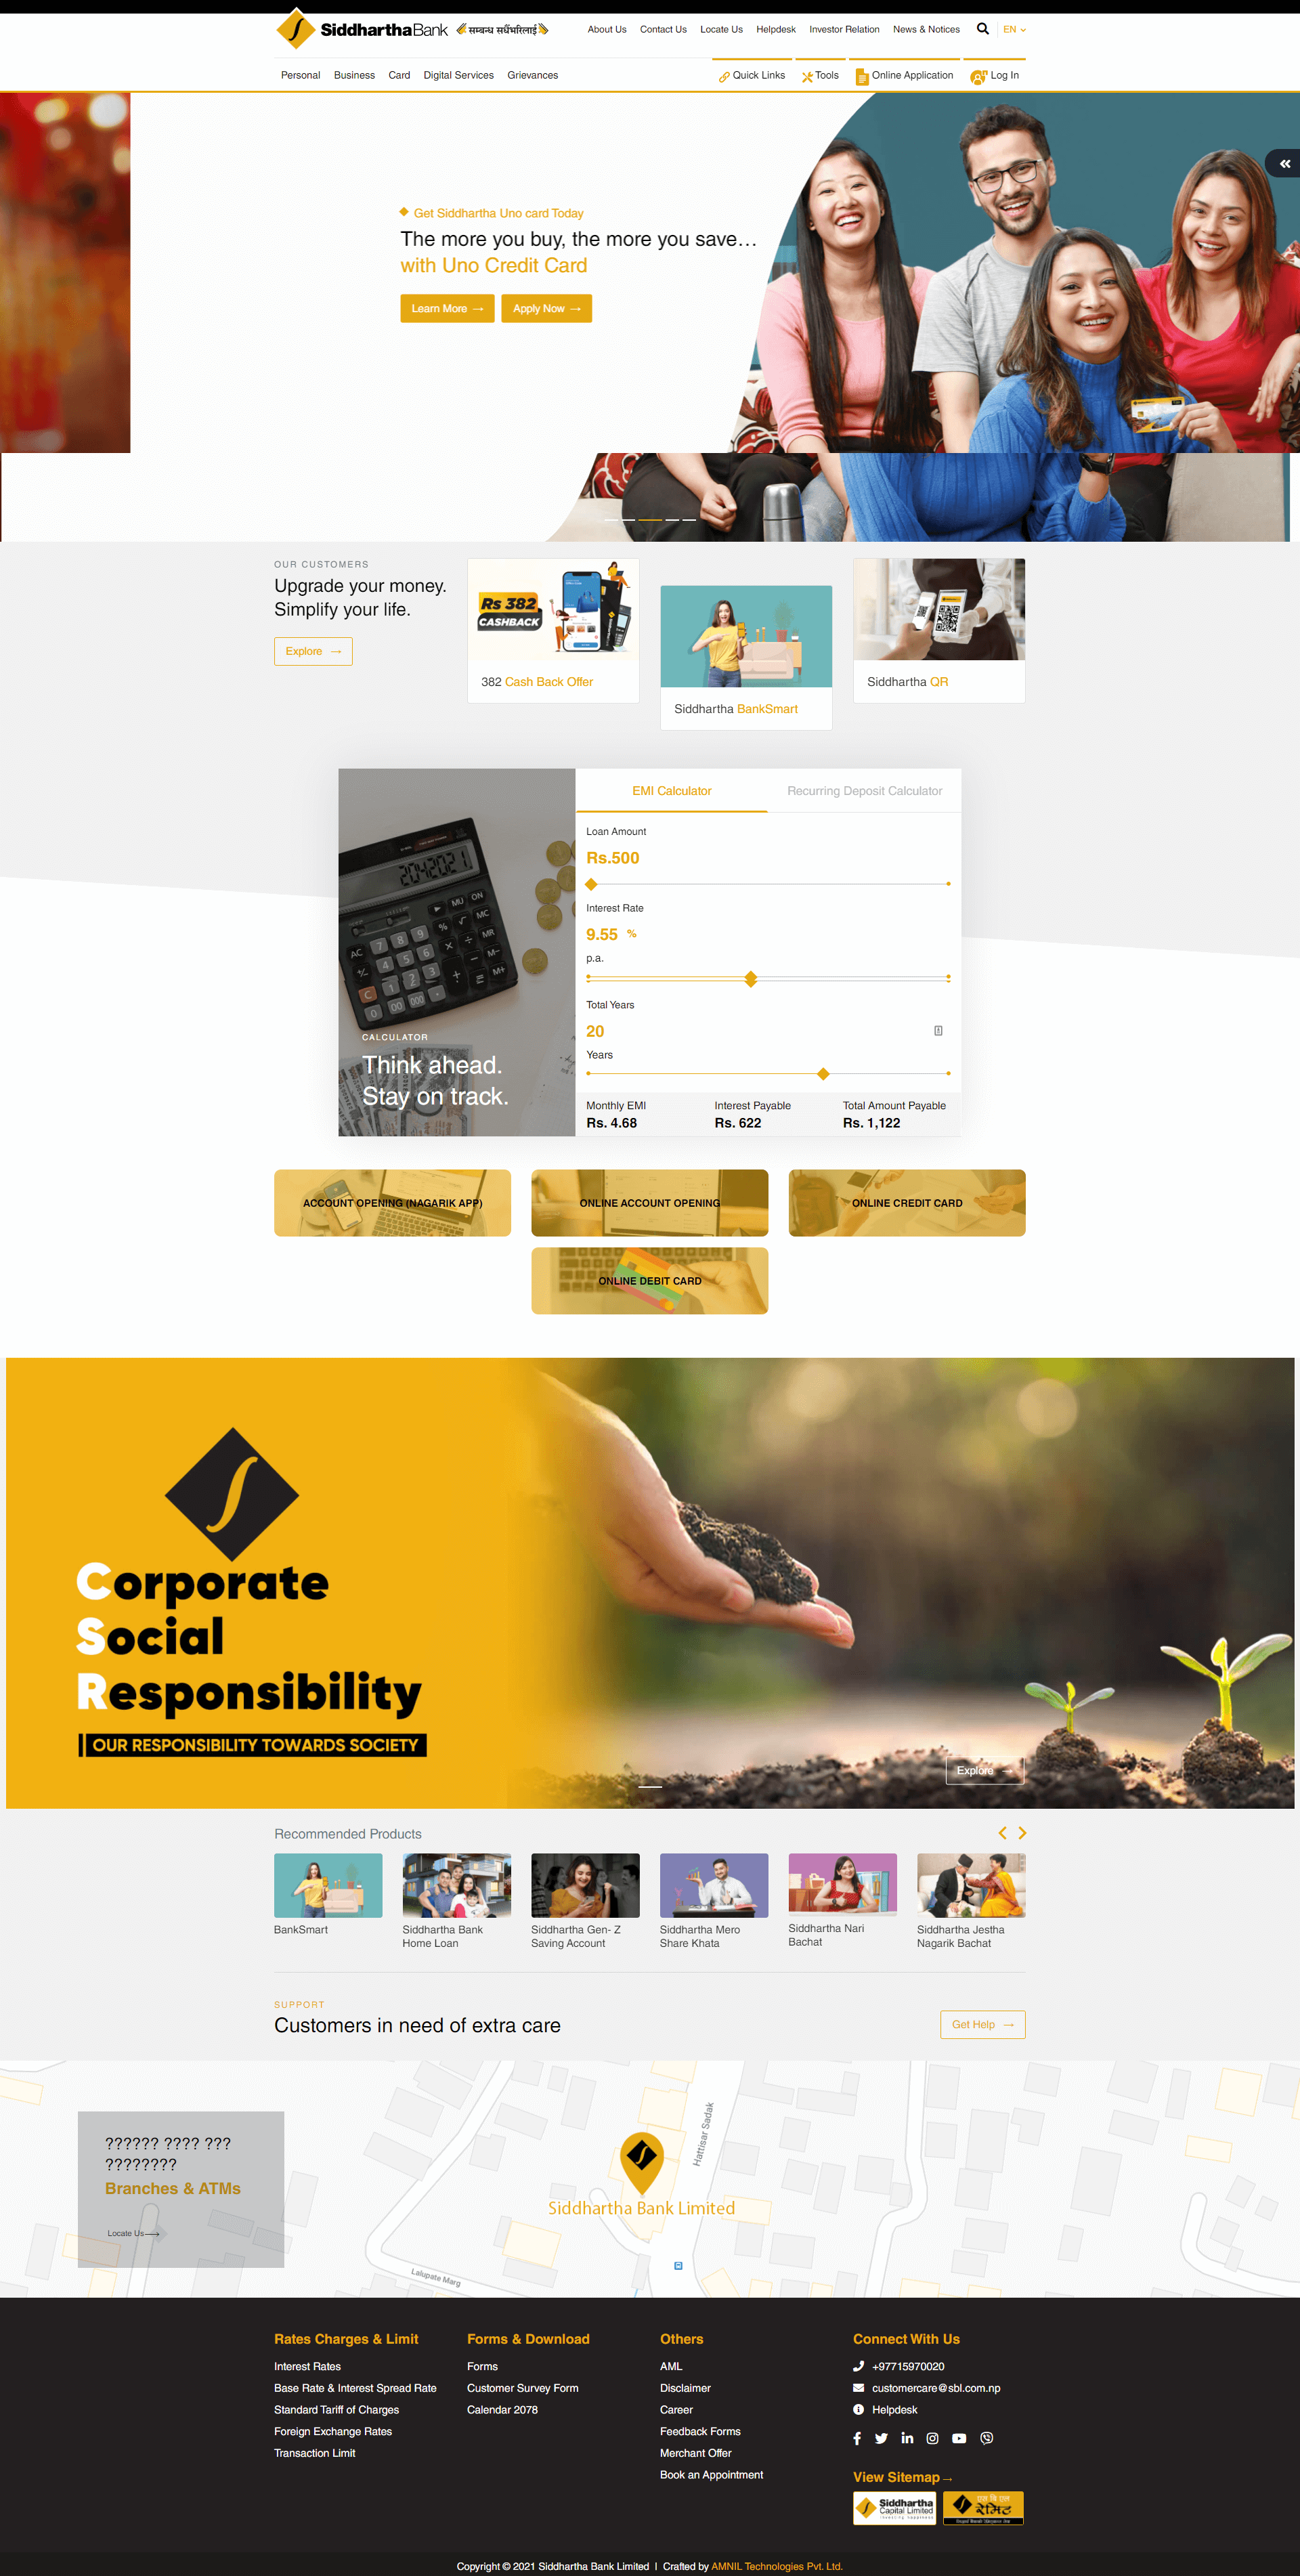 SiddharthaBank
सम्बन्ध सधैँभरिलाई
About Us
Contact Us
Locate Us
Helpdesk
Investor Relation
News & Notices
EN
Personal
Business
Card
Digital Services
Grievances
Quick Links
Tools
Online Application
Log In
Get Siddhartha Uno card Today
The more you buy, the more you save...
with Uno Credit Card
Learn More →
Apply Now →
OUR CUSTOMERS
Upgrade your money.
Simplify your life.
Explore →
Rs 382
CASHBACK
382 Cash Back Offer
Siddhartha BankSmart
Siddhartha QR
CALCULATOR
Think ahead.
Stay on track.
EMI Calculator
Recurring Deposit Calculator
Loan Amount
Rs.500
Interest Rate
9.55 %
p.a.
Total Years
20
Years
Monthly EMI
Rs. 4.68
Interest Payable
Rs. 622
Total Amount Payable
Rs. 1,122
ACCOUNT OPENING (NAGARIK APP)
ONLINE ACCOUNT OPENING
ONLINE CREDIT CARD
ONLINE DEBIT CARD
Corporate
Social
Responsibility
OUR RESPONSIBILITY TOWARDS SOCIETY
Explore →
Recommended Products
BankSmart
Siddhartha Bank
Home Loan
Siddhartha Gen- Z
Saving Account
Siddhartha Mero
Share Khata
Siddhartha Nari
Bachat
Siddhartha Jestha
Nagarik Bachat
SUPPORT
Customers in need of extra care
Get Help →
?????? ???? ???
????????
Branches & ATMs
Locate Us→
Hattisar Sadak
Siddhartha Bank Limited
Lalupate Marg
Rates Charges & Limit
Interest Rates
Base Rate & Interest Spread Rate
Standard Tariff of Charges
Foreign Exchange Rates
Transaction Limit
Forms & Download
Forms
Customer Survey Form
Calendar 2078
Others
AML
Disclaimer
Career
Feedback Forms
Merchant Offer
Book an Appointment
Connect With Us
+97715970020
customercare@sbl.com.np
Helpdesk
View Sitemap→
Siddhartha
Capital Limited
एस बि एल
रेमिट
Copyright © 2021 Siddhartha Bank Limited | Crafted by AMNIL Technologies Pvt. Ltd.